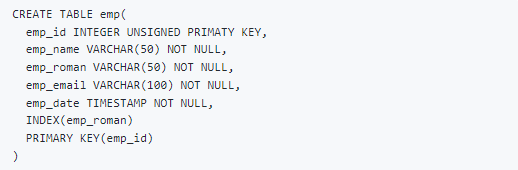 CREATE TABLE emp(
  emp_id INTEGER UNSIGNED PRIMATY KEY,
  emp_name VARCHAR(50) NOT NULL,
  emp_roman VARCHAR(50) NOT NULL,
  emp_email VARCHAR(100) NOT NULL,
  emp_date TIMESTAMP NOT NULL,
  INDEX(emp_roman)
  PRIMARY KEY(emp_id)
)